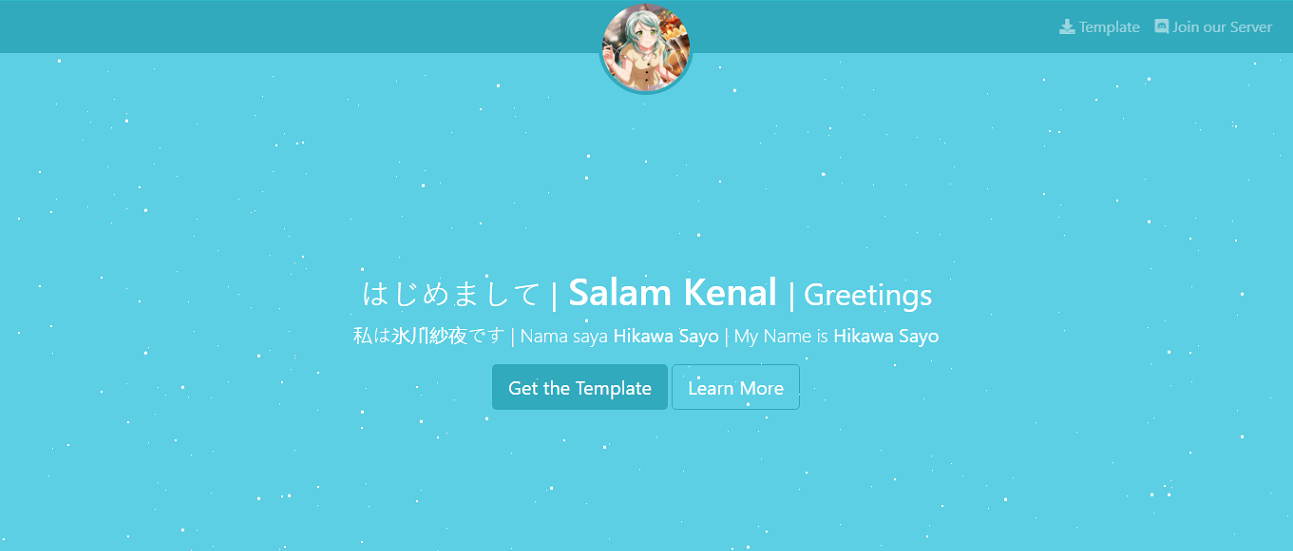 Template Join our Server
はじめまして | Salam Kenal | Greetings
私は氷川紗夜です | Nama saya Hikawa Sayo | My Name is Hikawa Sayo
Get the Template Learn More